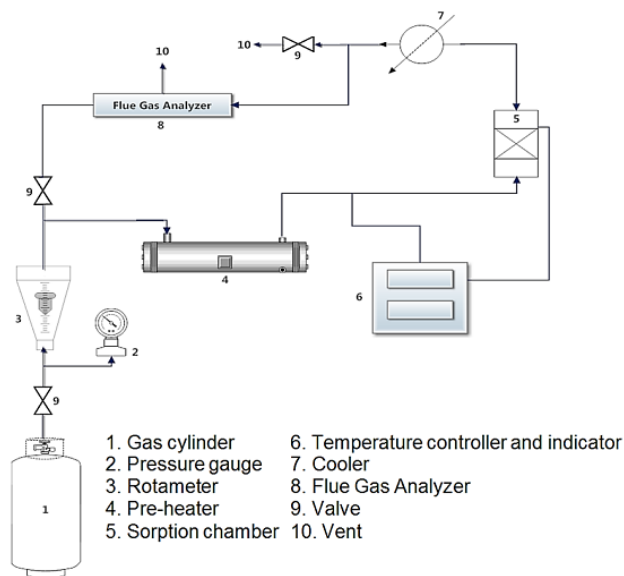 7
10
9
10
Flue Gas Analyzer
8
5
9
4
6
3
2
9
1
1. Gas cylinder
2. Pressure gauge
3. Rotameter
4. Pre-heater
5. Sorption chamber
6. Temperature controller and indicator
7. Cooler
8. Flue Gas Analyzer
9. Valve
10. Vent